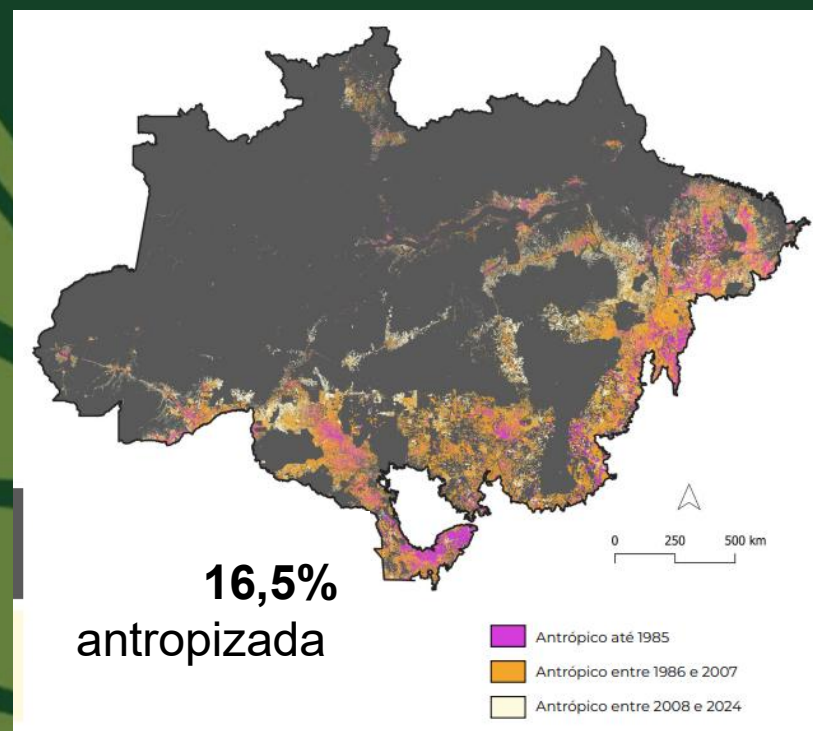 0 250 500 km
16,5%
antropizada
Antrópico até 1985
Antrópico entre 1986 e 2007
Antrópico entre 2008 e 2024